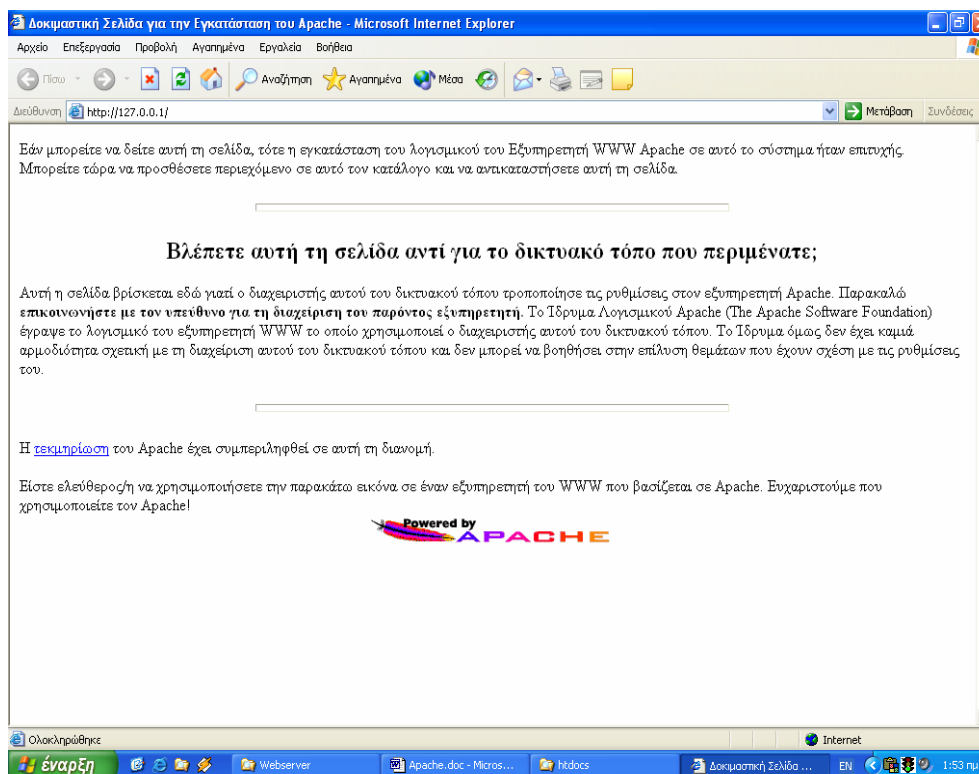 Δοκιμαστική Σελίδα για την Εγκατάσταση του Apache - Microsoft Internet Explorer
Αρχείο Επεξεργασία Προβολή Αγαπημένα Εργαλεία Βοήθεια
Πίσω Αναζήτηση Αγαπημένα Μέσα
Διεύθυνση http://127.0.0.1/ Μετάβαση Συνδέσεις
Εάν μπορείτε να δείτε αυτή τη σελίδα, τότε η εγκατάσταση του λογισμικού του Εξυπηρετητή WWW Apache σε αυτό το σύστημα ήταν επιτυχής.
Μπορείτε τώρα να προσθέσετε περιεχόμενο σε αυτό τον κατάλογο και να αντικαταστήσετε αυτή τη σελίδα.
Βλέπετε αυτή τη σελίδα αντί για το δικτυακό τόπο που περιμένατε;
Αυτή η σελίδα βρίσκεται εδώ γιατί ο διαχειριστής αυτού του δικτυακού τόπου τροποποίησε τις ρυθμίσεις στον εξυπηρετητή Apache. Παρακαλώ
επικοινωνήστε με τον υπεύθυνο για τη διαχείριση του παρόντος εξυπηρετητή. Το Ίδρυμα Λογισμικού Apache (The Apache Software Foundation)
έγραψε το λογισμικό του εξυπηρετητή WWW το οποίο χρησιμοποιεί ο διαχειριστής αυτού του δικτυακού τόπου. Το Ίδρυμα όμως δεν έχει καμιά
αρμοδιότητα σχετική με τη διαχείριση αυτού του δικτυακού τόπου και δεν μπορεί να βοηθήσει στην επίλυση θεμάτων που έχουν σχέση με τις ρυθμίσεις
του.
Η τεκμηρίωση του Apache έχει συμπεριληφθεί σε αυτή τη διανομή.
Είστε ελεύθερος/η να χρησιμοποιήσετε την παρακάτω εικόνα σε έναν εξυπηρετητή του WWW που βασίζεται σε Apache. Ευχαριστούμε που
χρησιμοποιείτε τον Apache!
Powered by
APACHE
Ολοκληρώθηκε Internet
έναρξη Webserver Apache.doc - Micros... htdocs Δοκιμαστική Σελίδα ... EN 1:53 πμ